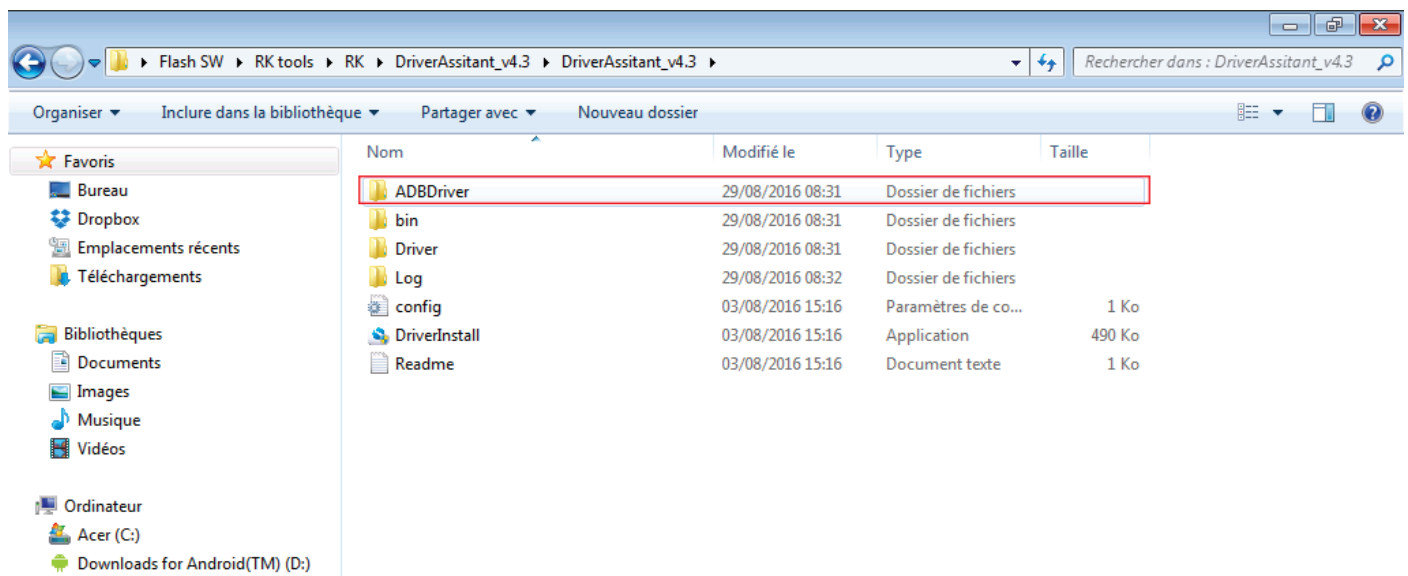 Flash SW ▸ RK tools ▸ RK ▸ DriverAssitant_v4.3 ▸ DriverAssitant_v4.3 ▸ Rechercher dans : DriverAssitant_v4.3
Organiser Inclure dans la bibliothèque Partager avec Nouveau dossier
Nom Modifié le Type Taille
Favoris
Bureau
Dropbox
Emplacements récents
Téléchargements
Bibliothèques
Documents
Images
Musique
Vidéos
Ordinateur
Acer (C:)
Downloads for Android(TM) (D:)
ADBDriver 29/08/2016 08:31 Dossier de fichiers
bin 29/08/2016 08:31 Dossier de fichiers
Driver 29/08/2016 08:31 Dossier de fichiers
Log 29/08/2016 08:32 Dossier de fichiers
config 03/08/2016 15:16 Paramètres de co... 1 Ko
DriverInstall 03/08/2016 15:16 Application 490 Ko
Readme 03/08/2016 15:16 Document texte 1 Ko